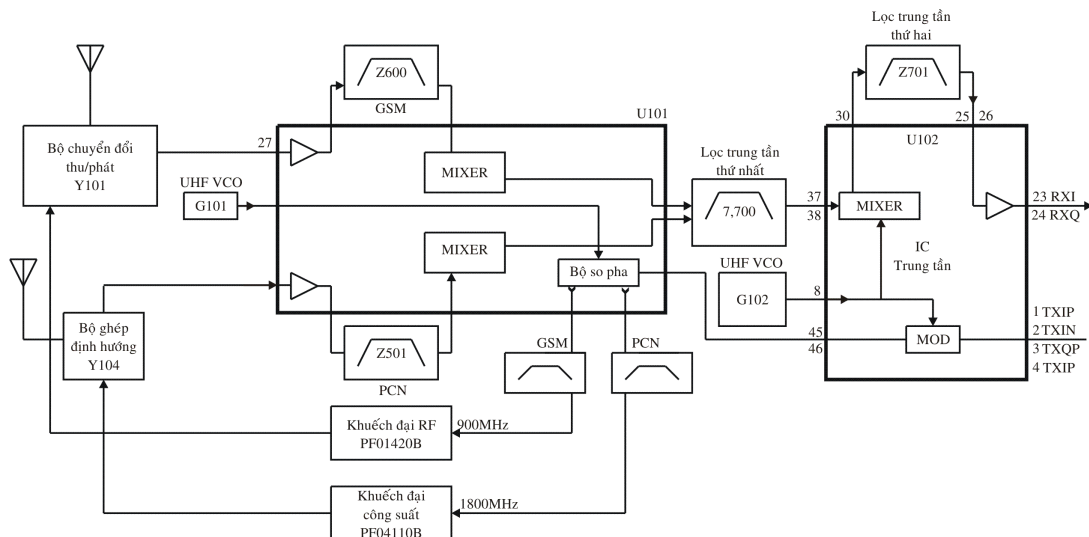 Lọc trung tần
thứ hai
Z701
Z600
GSM
U101
30
25
26
U102
Bộ chuyển đổi
thu/phát
Y101
27
MIXER
Lọc trung tần
thứ nhất
UHF VCO
G101
7,700
37
38
MIXER
23 RXI
24 RXQ
MIXER
Bộ so pha
IC
Trung tần
UHF VCO
G102
8
Bộ ghép
định hướng
Y104
Z501
PCN
GSM
PCN
45
46
MOD
1 TXIP
2 TXIN
3 TXQP
4 TXIP
Khuếch đại RF
PF01420B
900MHz
Khuếch đại
công suất
PF04110B
1800MHz